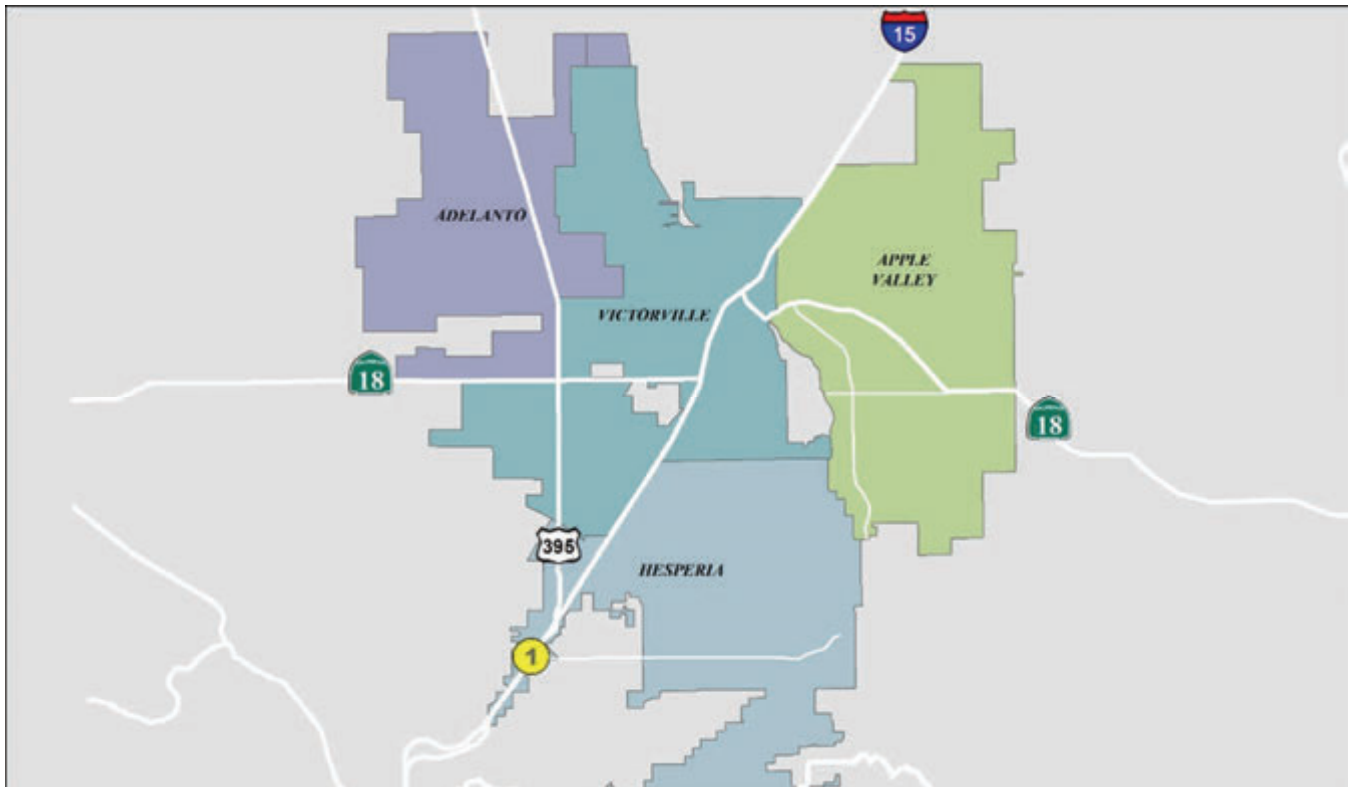 15
ADELANTO
APPLE
VALLEY
VICTORVILLE
18
18
395
HESPERIA
1